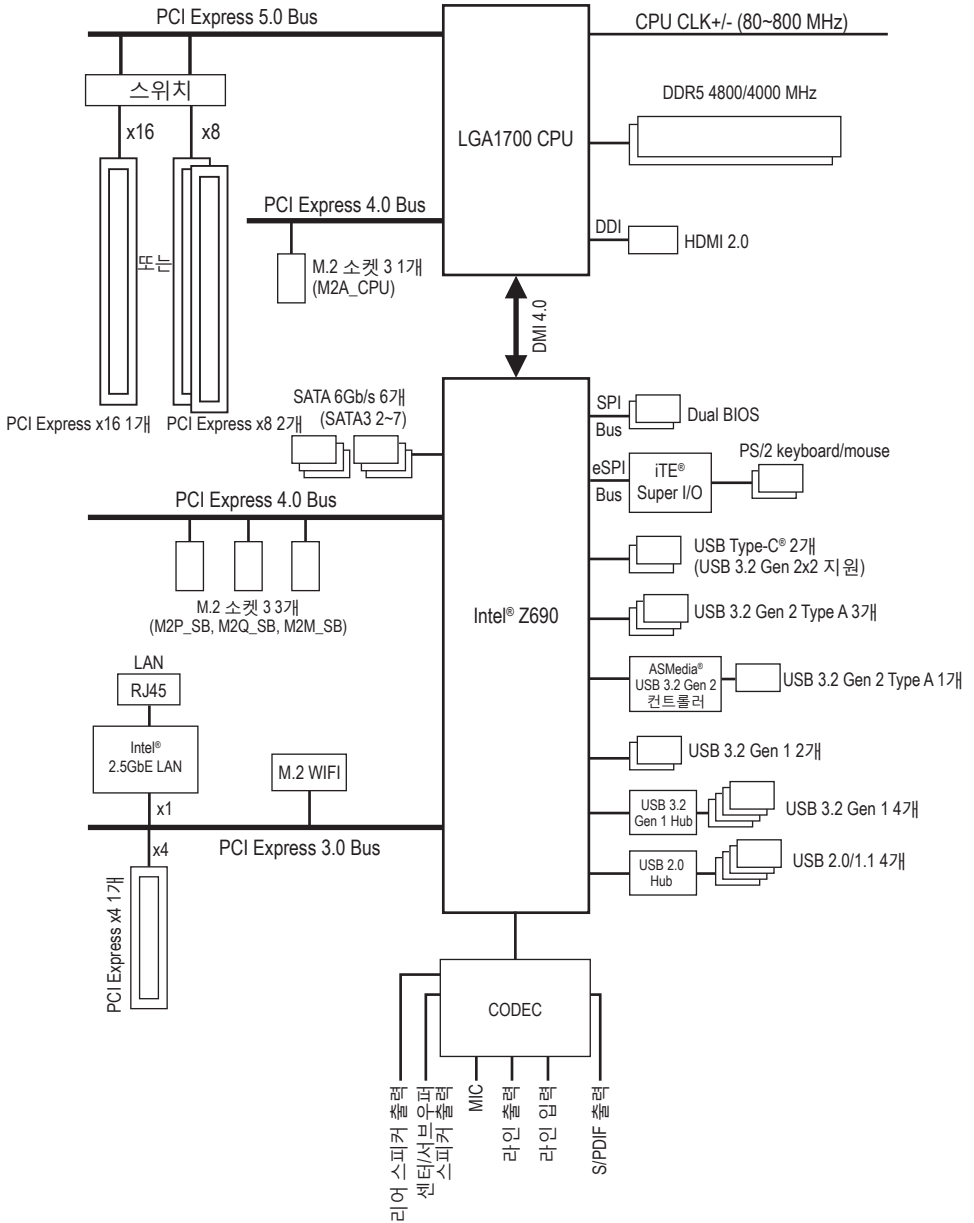 PCI Express 5.0 Bus
CPU CLK+/- (80~800 MHz)
스위치
x16
x8
LGA1700 CPU
DDR5 4800/4000 MHz
PCI Express 4.0 Bus
DDI
HDMI 2.0
또는
M.2 소켓 3 1개
(M2A_CPU)
DMI 4.0
PCI Express x16 1개
PCI Express x8 2개
SATA 6Gb/s 6개
(SATA3 2~7)
SPI
Bus
Dual BIOS
eSPI
Bus
iTE®
Super I/O
PS/2 keyboard/mouse
PCI Express 4.0 Bus
M.2 소켓 3 3개
(M2P_SB, M2Q_SB, M2M_SB)
Intel® Z690
USB Type-C® 2개
(USB 3.2 Gen 2x2 지원)
USB 3.2 Gen 2 Type A 3개
ASMedia®
USB 3.2 Gen 2
컨트롤러
USB 3.2 Gen 2 Type A 1개
LAN
RJ45
Intel®
2.5GbE LAN
x1
M.2 WIFI
USB 3.2 Gen 1 2개
USB 3.2
Gen 1 Hub
USB 3.2 Gen 1 4개
PCI Express 3.0 Bus
x4
USB 2.0
Hub
USB 2.0/1.1 4개
PCI Express x4 1개
CODEC
리어 스피커 출력
센터/서브우퍼
스피커 출력
MIC
라인 출력
라인 입력
S/PDIF 출력